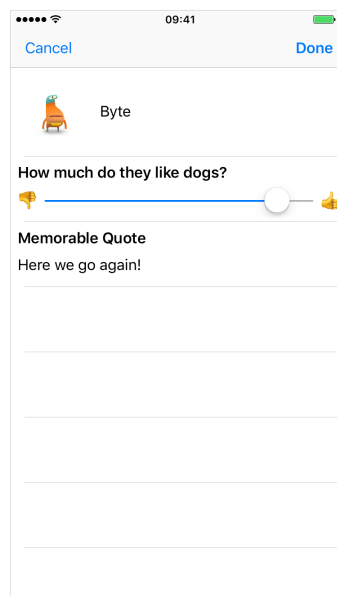 09:41
Cancel
Done
Byte
How much do they like dogs?
Memorable Quote
Here we go again!